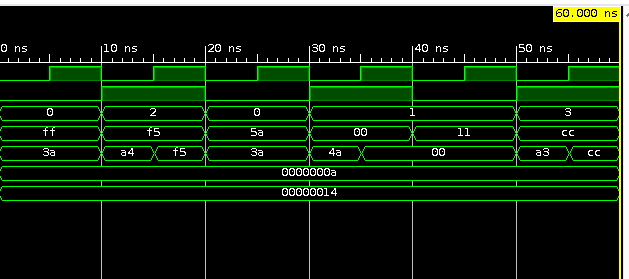 60.000 ns
0 ns 10 ns 20 ns 30 ns 40 ns 50 ns
0 2 0 1 3
ff f5 5a 00 11 cc
3a a4 f5 3a 4a 00 a3 cc
0000000a
00000014